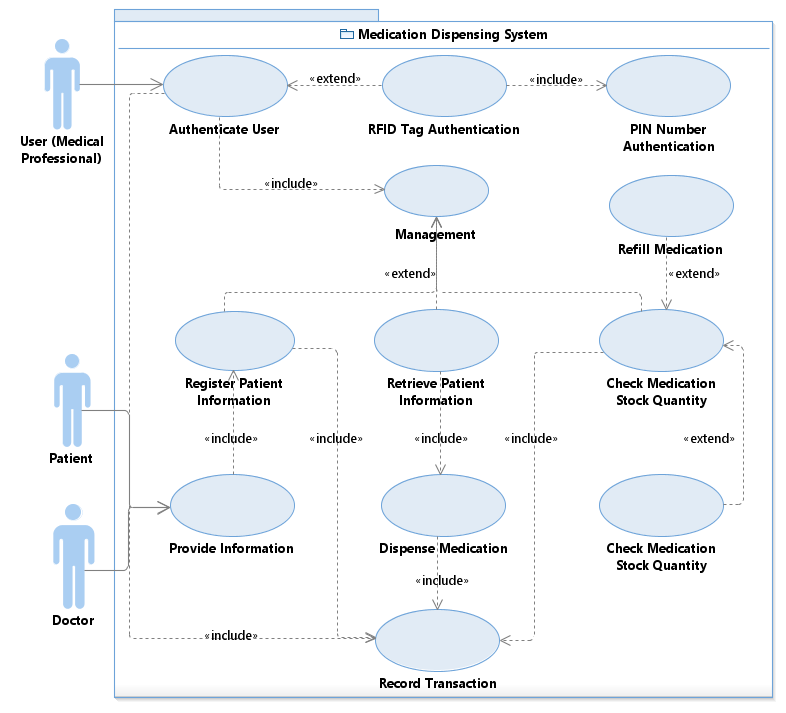 Medication Dispensing System
«extend»
«include»
Authenticate User
RFID Tag Authentication
PIN Number
Authentication
User (Medical
Professional)
«include»
Management
Refill Medication
«extend»
«extend»
Register Patient
Information
Retrieve Patient
Information
Check Medication
Stock Quantity
«include»
«include»
«include»
«include»
«extend»
Patient
Provide Information
Dispense Medication
Check Medication
Stock Quantity
«include»
Doctor
«include»
Record Transaction